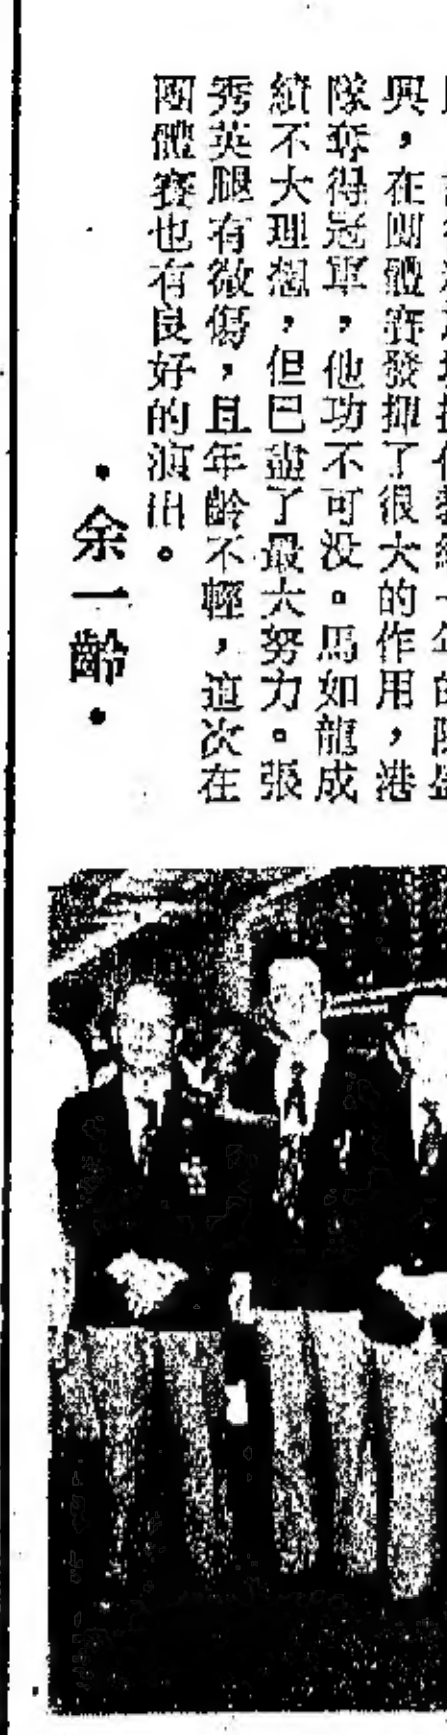 興，在團體賽發揮了很大的作用，港
隊奪得冠軍，他功不可没。馬如龍成
績不大理想，但已盡了最大努力。張
秀英腿有微傷，且年齡不輕，這次在
團體賽也有良好的演出。
·余一齡·